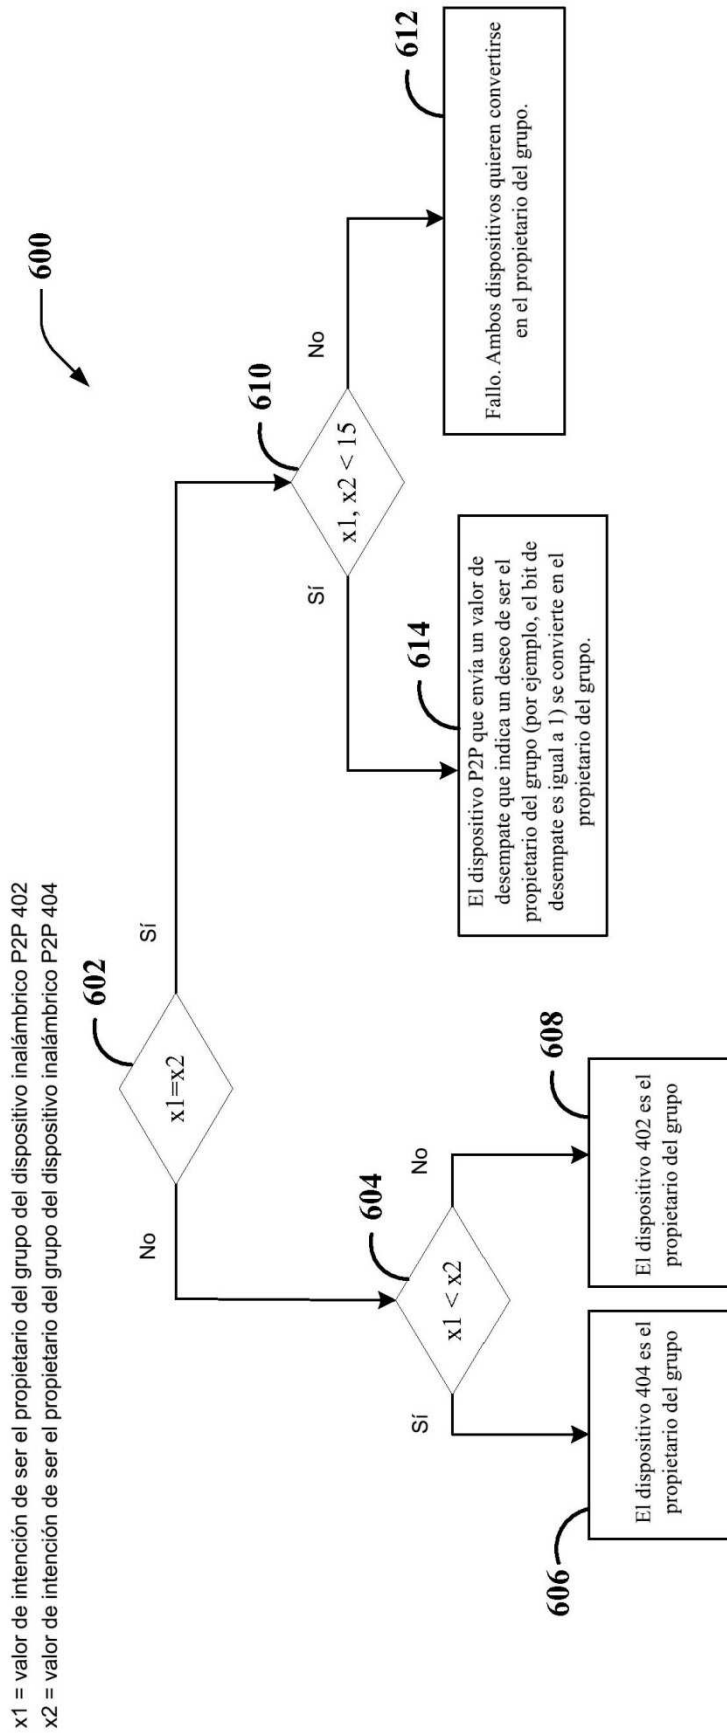 x1 = valor de intención de ser el propietario del grupo del dispositivo inalámbrico P2P 402
x2 = valor de intención de ser el propietario del grupo del dispositivo inalámbrico P2P 404
600
602
x1=x2
No
Sí
604
x1 < x2
Sí
No
606
El dispositivo 404 es el
propietario del grupo
608
El dispositivo 402 es el
propietario del grupo
610
x1, x2 < 15
Sí
No
614
El dispositivo P2P que envía un valor de
desempate que indica un deseo de ser el
propietario del grupo (por ejemplo, el bit de
desempate es igual a 1) se convierte en el
propietario del grupo.
612
Fallo. Ambos dispositivos quieren convertirse
en el propietario del grupo.